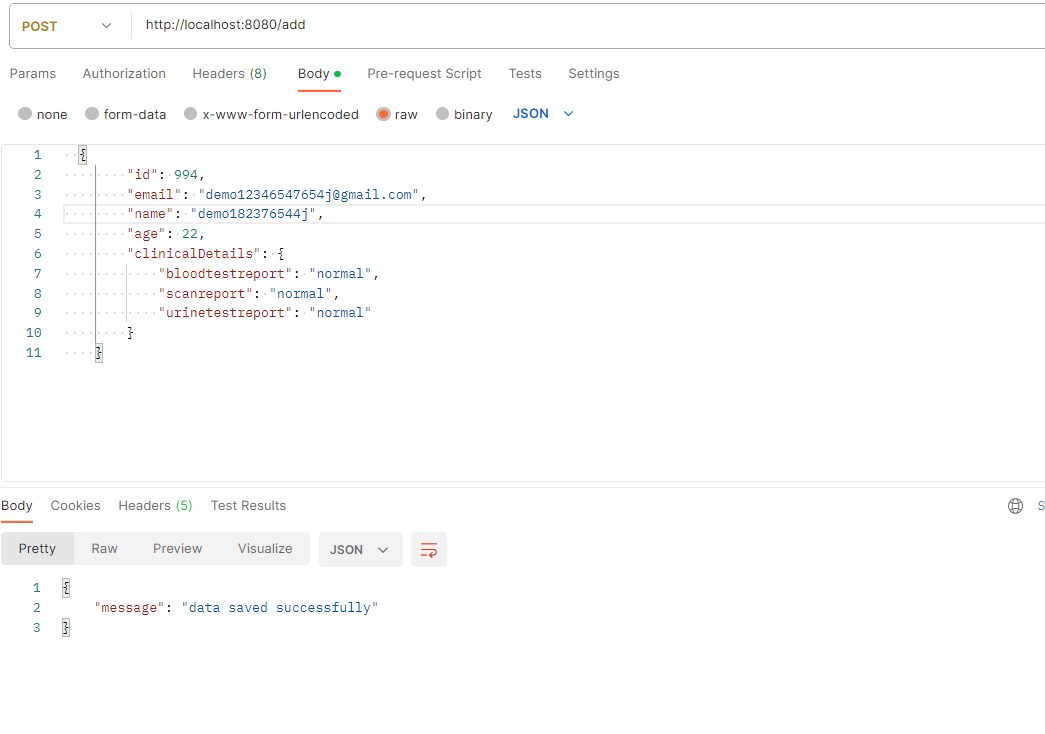 POST http://localhost:8080/add
Params Authorization Headers (8) Body Pre-request Script Tests Settings
none form-data x-www-form-urlencoded raw binary JSON
1 {
2 "id": 994,
3 "email": "demo12346547654j@gmail.com",
4 "name": "demo182376544j",
5 "age": 22,
6 "clinicalDetails": {
7 "bloodtestreport": "normal",
8 "scanreport": "normal",
9 "urinetestreport": "normal"
10 }
11 }
Body Cookies Headers (5) Test Results S
Pretty Raw Preview Visualize JSON
1 {
2 "message": "data saved successfully"
3 }